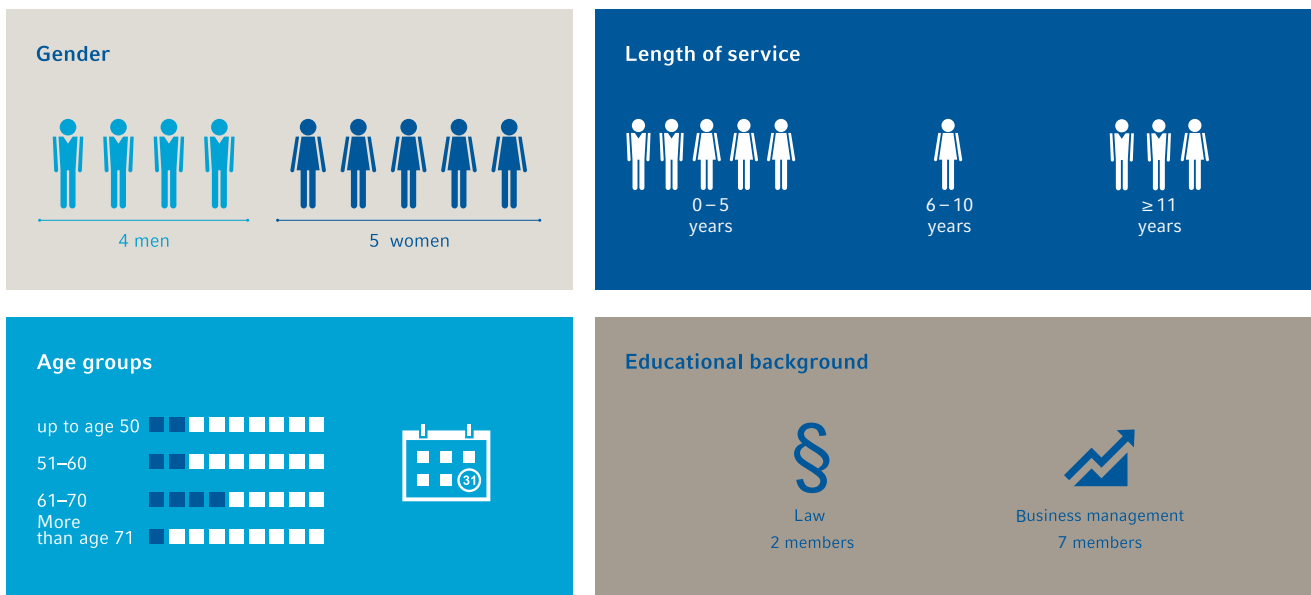 Gender
4 men
5 women
Length of service
0–5
years
6–10
years
≥11
years
Age groups
up to age 50
51–60
61–70
More
than age 71
31
Educational background
§
Law
2 members
Business management
7 members